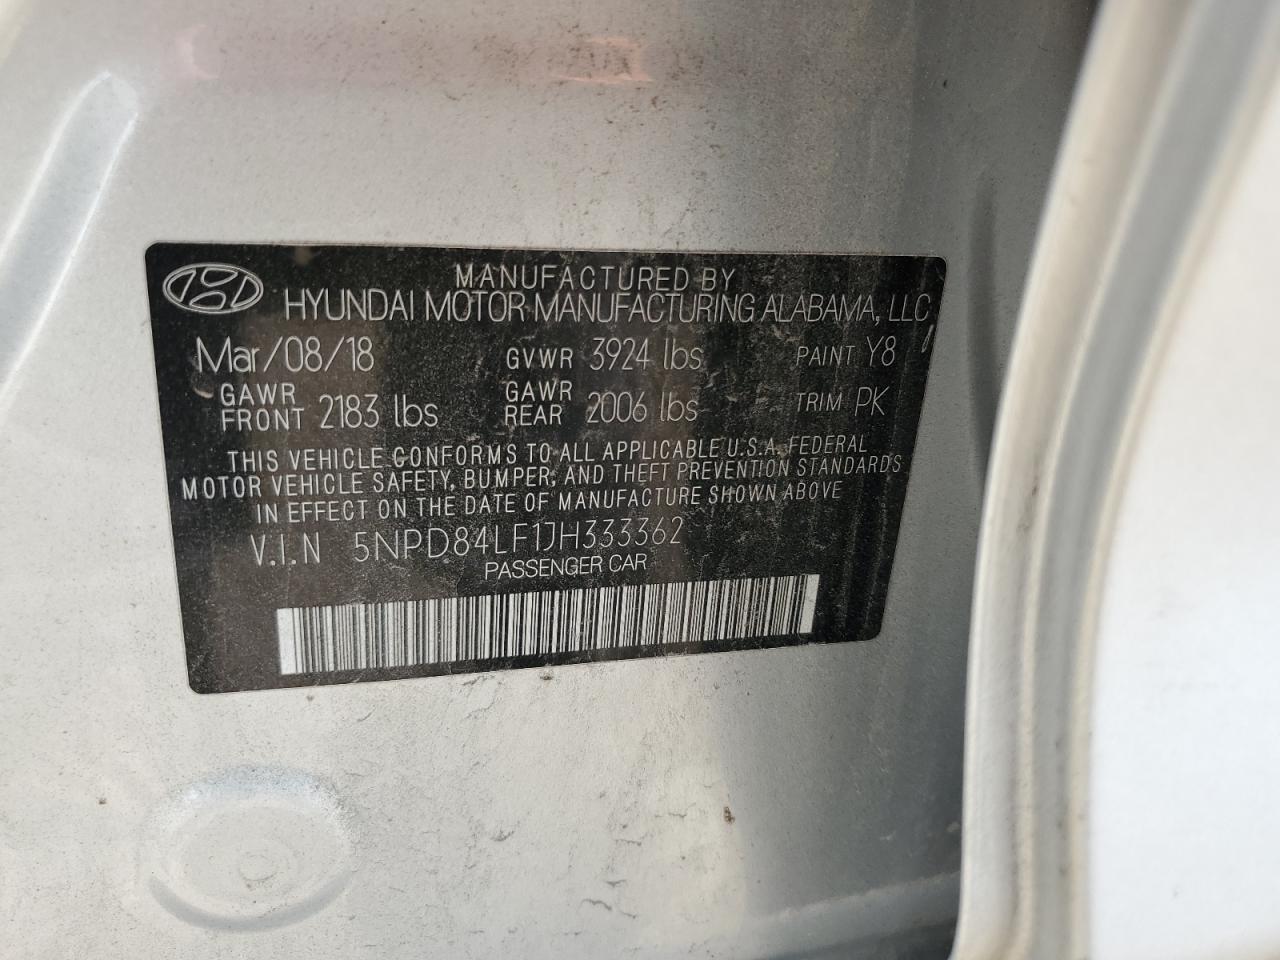 MANUFACTURED BY
HYUNDAI MOTOR MANUFACTURING ALABAMA, LLC
Mar/08/18 GVWR 3924 lbs PAINT Y8
GAWR FRONT 2183 lbs GAWR REAR 2006 lbs TRIM PK
THIS VEHICLE CONFORMS TO ALL APPLICABLE U.S.A. FEDERAL
MOTOR VEHICLE SAFETY, BUMPER, AND THEFT PREVENTION STANDARDS
IN EFFECT ON THE DATE OF MANUFACTURE SHOWN ABOVE
V.I.N 5NPD84LF1JH333362
PASSENGER CAR